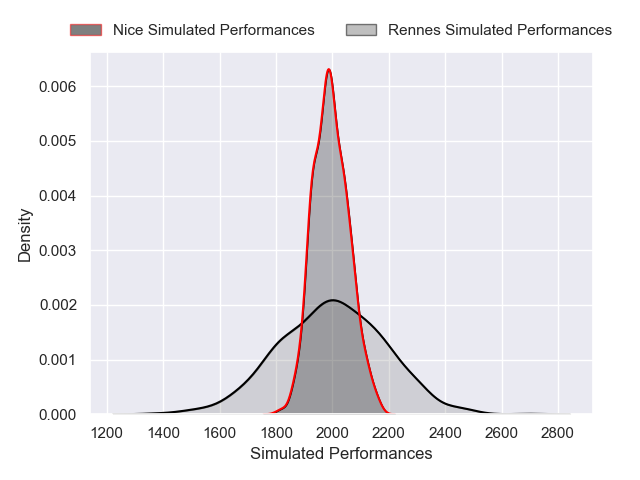 Nice Simulated Performances
Rennes Simulated Performances
0.006
0.005
0.004
0.003
0.002
0.001
0.000
Density
1200 1400 1600 1800 2000 2200 2400 2600 2800
Simulated Performances